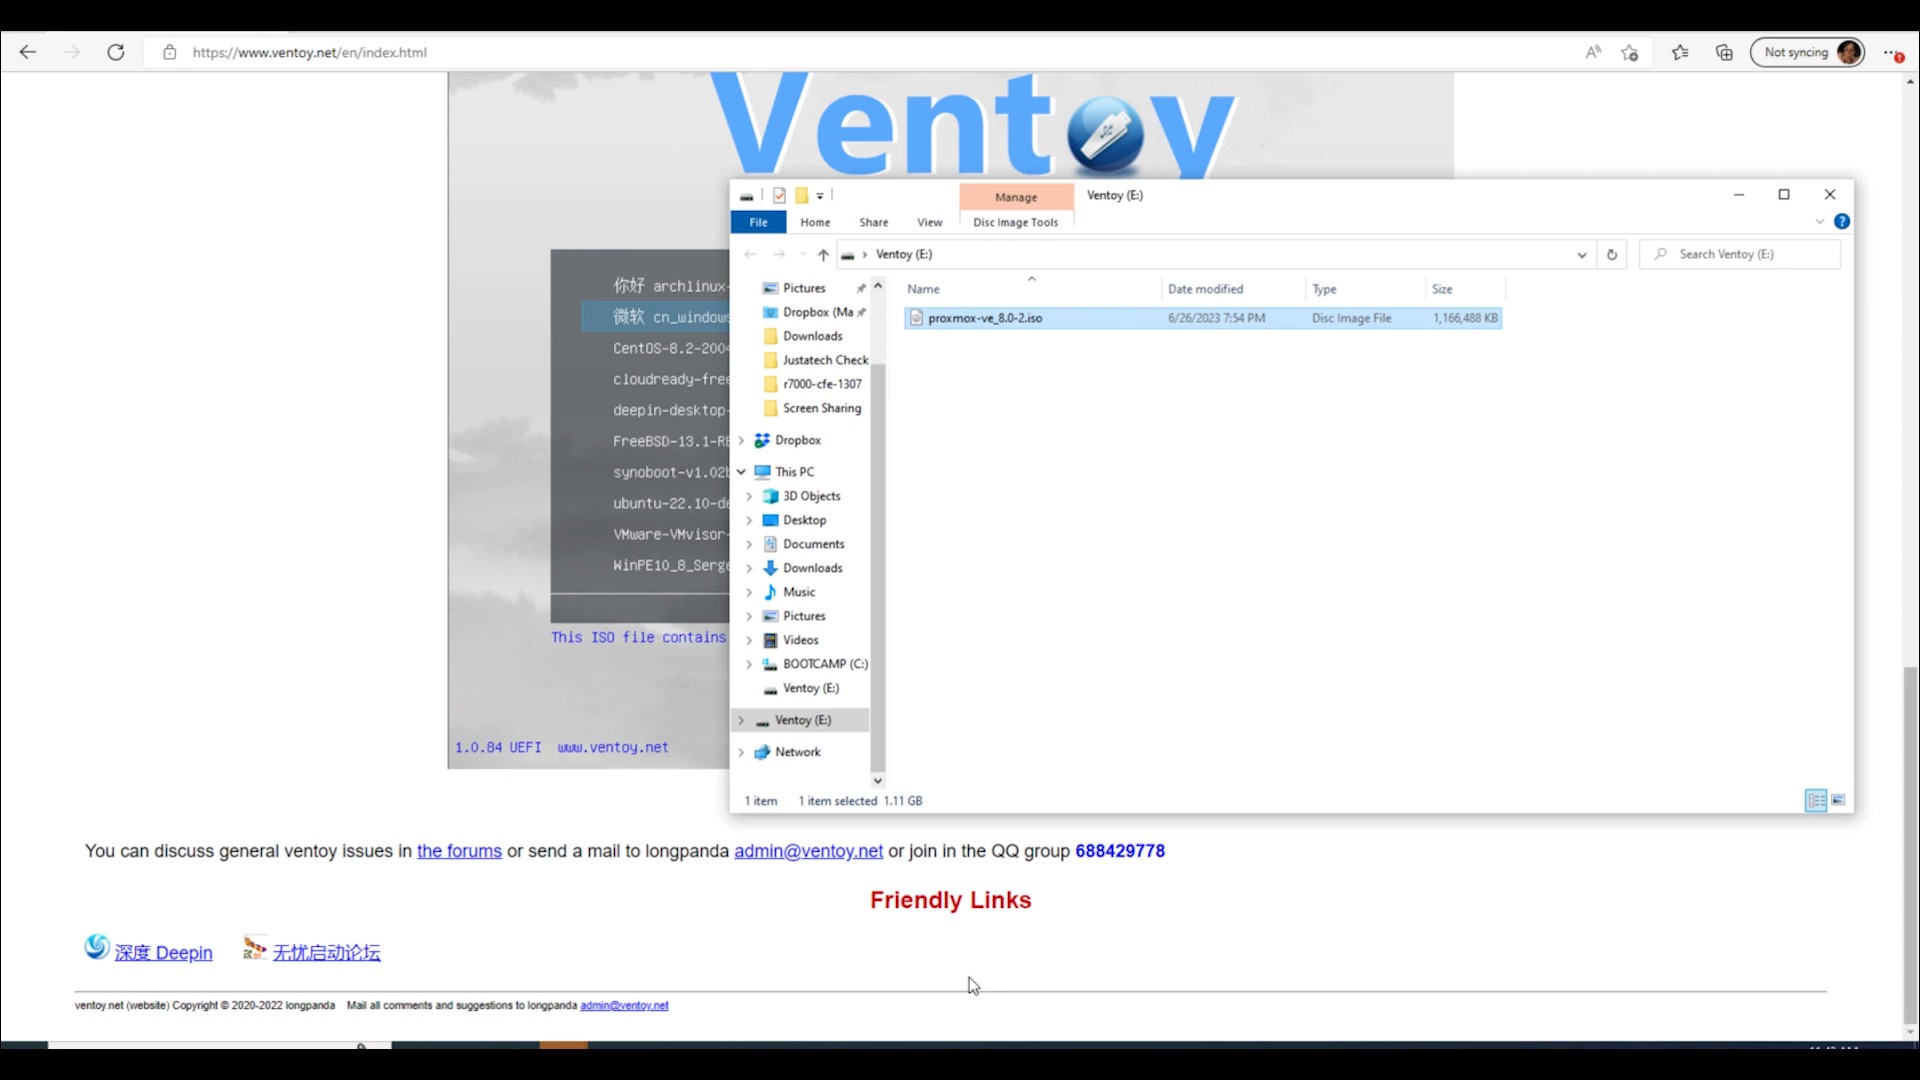 https://www.ventoy.net/en/index.html
Not syncing
Ventoy
Manage
Ventoy (E:)
File
Home
Share
View
Disc Image Tools
Ventoy (E:)
Search Ventoy (E:)
Name
Date modified
Type
Size
proxmox-ve_8.0-2.iso
6/26/2023 7:54 PM
Disc Image File
1,166,488 KB
Pictures
Dropbox (Ma
Downloads
Justatech Check
r7000-cfe-1307
Screen Sharing
Dropbox
This PC
3D Objects
Desktop
Documents
Downloads
Music
Pictures
Videos
BOOTCAMP (C:)
Ventoy (E:)
Ventoy (E:)
Network
1 item
1 item selected 1.11 GB
你好 archlinux-
微软 cn_windows
CentOS-8.2-2004
cloudready-free
deepin-desktop-
FreeBSD-13.1-RE
synoboot-v1.02b
ubuntu-22.10-de
VMware-VMvisor-
WinPE10_8_Serge
This ISO file contains
1.0.84 UEFI www.ventoy.net
You can discuss general ventoy issues in the forums or send a mail to longpanda admin@ventoy.net or join in the QQ group 688429778
Friendly Links
深度 Deepin
无忧启动论坛
ventoy.net (website) Copyright © 2020-2022 longpanda Mail all comments and suggestions to longpanda admin@ventoy.net